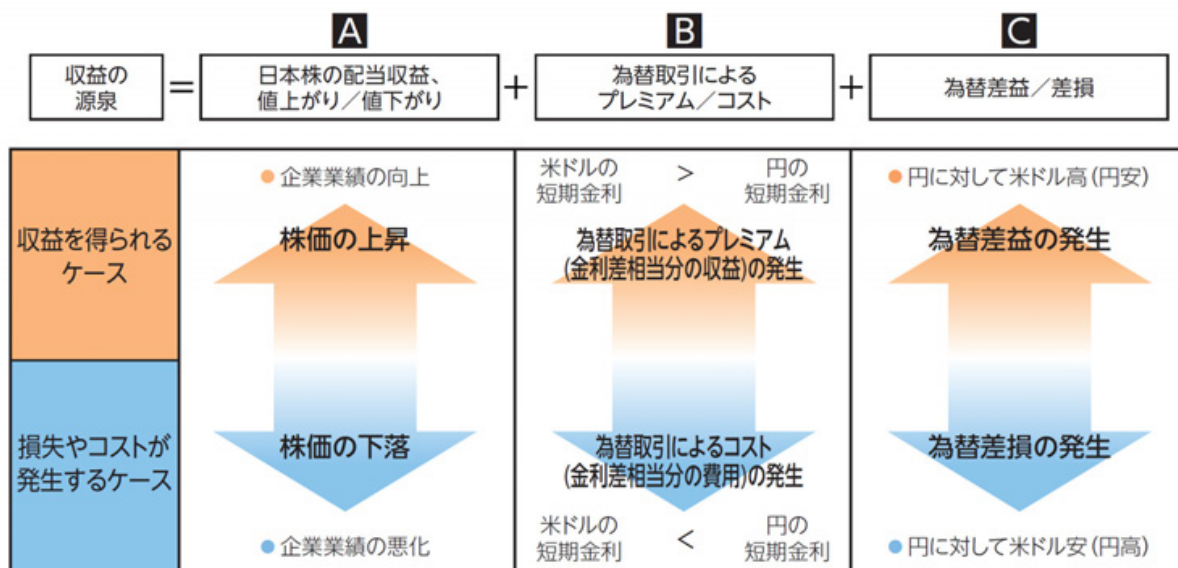 A
B
C
収益の
源泉
=
日本株の配当収益、
値上がり／値下がり
+
為替取引による
プレミアム／コスト
+
為替差益／差損
収益を得られる
ケース
● 企業業績の向上
株価の上昇
米ドルの
短期金利
>
円の
短期金利
為替取引によるプレミアム
(金利差相当分の収益)の発生
● 円に対して米ドル高(円安)
為替差益の発生
損失やコストが
発生するケース
株価の下落
● 企業業績の悪化
為替取引によるコスト
(金利差相当分の費用)の発生
米ドルの
短期金利
<
円の
短期金利
為替差損の発生
● 円に対して米ドル安(円高)